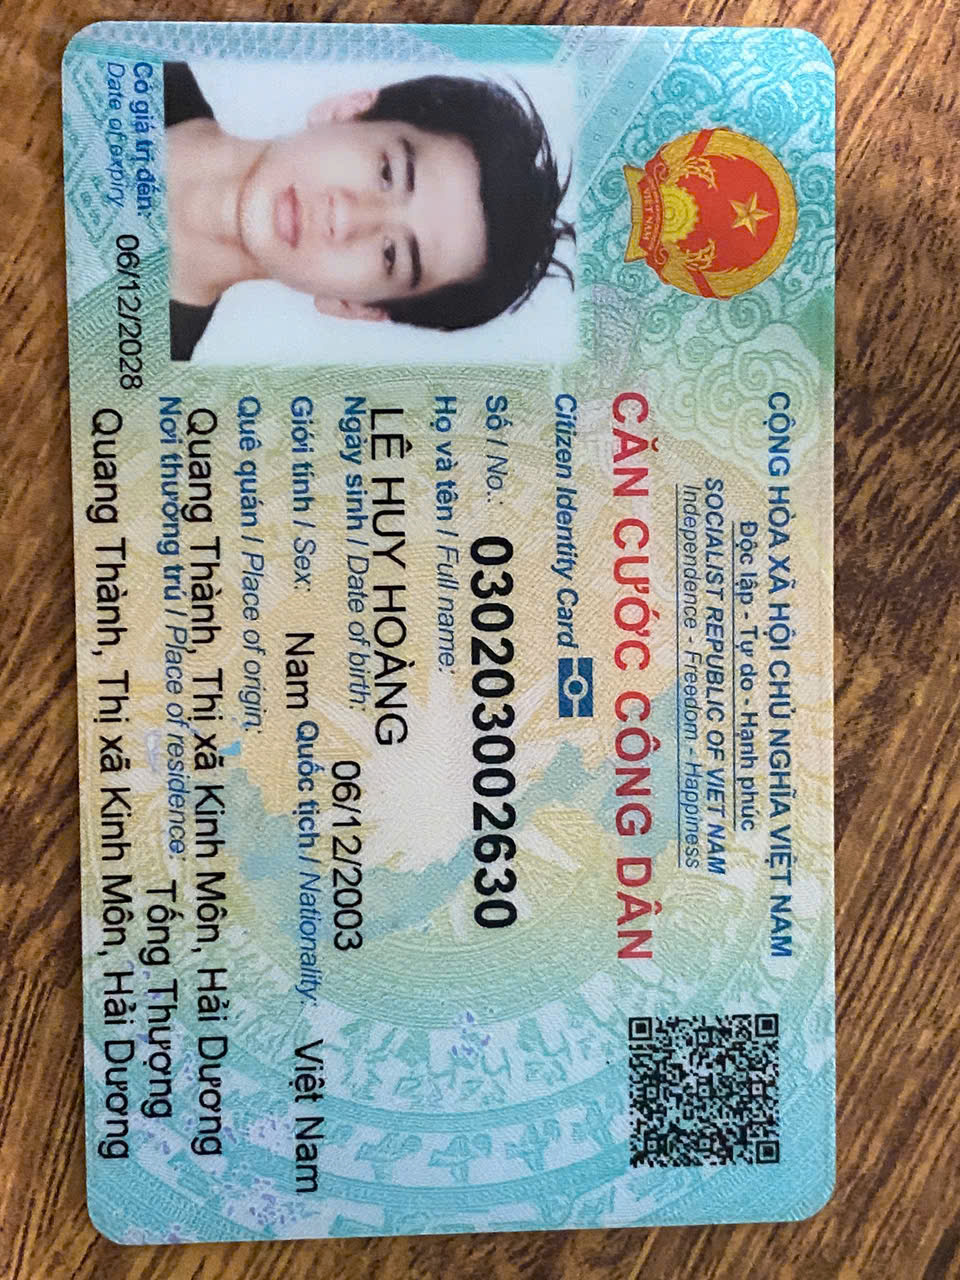 CỘNG HÒA XÃ HỘI CHỦ NGHĨA VIỆT NAM
Độc lập - Tự do - Hạnh phúc
SOCIALIST REPUBLIC OF VIET NAM
Independence - Freedom - Happiness
CĂN CƯỚC CÔNG DÂN
Citizen Identity Card
Số / No.: 030203002630
Họ và tên / Full name:
LÊ HUY HOÀNG
Ngày sinh / Date of birth: 06/12/2003
Giới tính / Sex: Nam Quốc tịch / Nationality: Việt Nam
Quê quán / Place of origin:
Quang Thành, Thị xã Kinh Môn, Hải Dương
Nơi thường trú / Place of residence: Tống Thượng
Quang Thành, Thị xã Kinh Môn, Hải Dương
Có giá trị đến: 06/12/2028
Date of expiry
VIỆT NAM